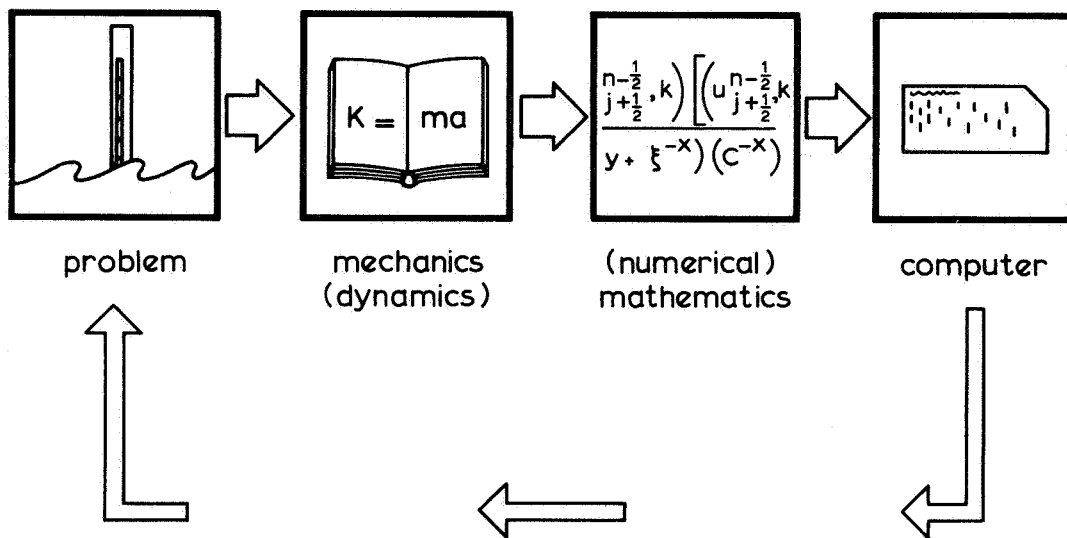 K = ma
n-½ j+½ , k) [(u n-½ j+½ , k
y + ξ^-x) (C^-x)
problem
mechanics
(dynamics)
(numerical)
mathematics
computer